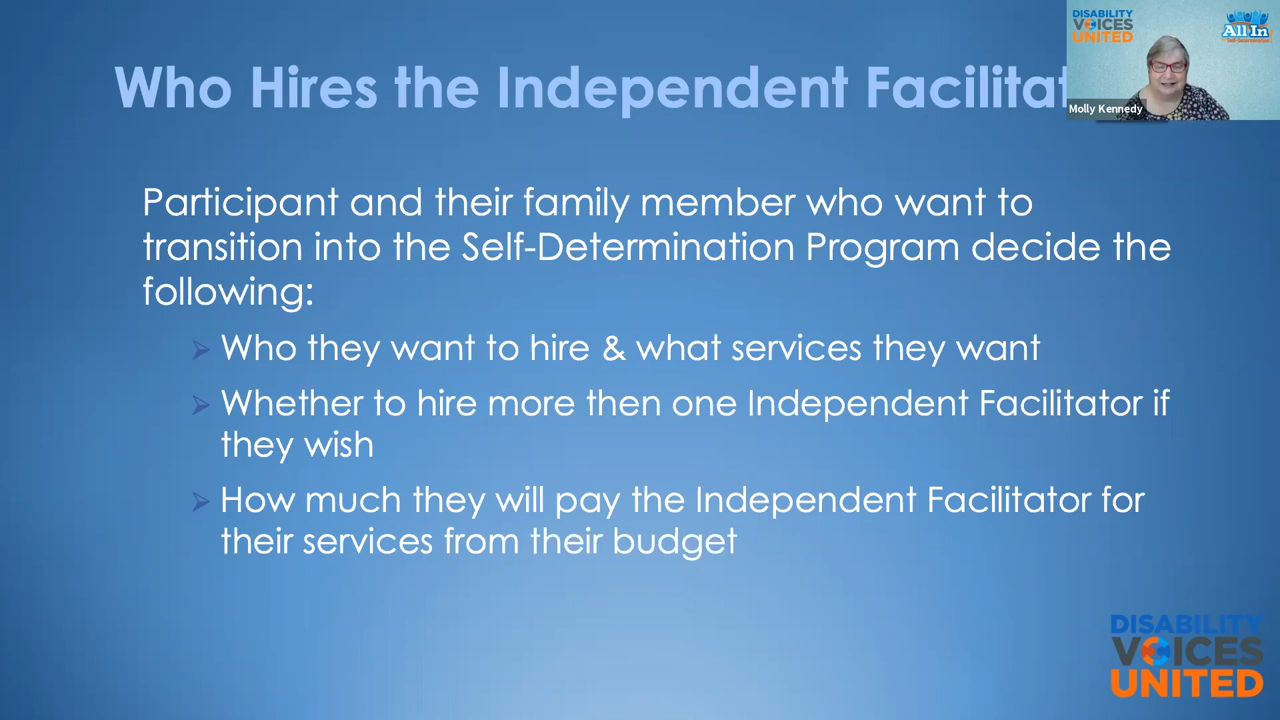 DISABILITY
VOICES
UNITED
All In
Self-Determination
Who Hires the Independent Facilitat
Molly Kennedy
Participant and their family member who want to
transition into the Self-Determination Program decide the
following:
Who they want to hire & what services they want
Whether to hire more then one Independent Facilitator if
they wish
How much they will pay the Independent Facilitator for
their services from their budget
DISABILITY
VOICES
UNITED